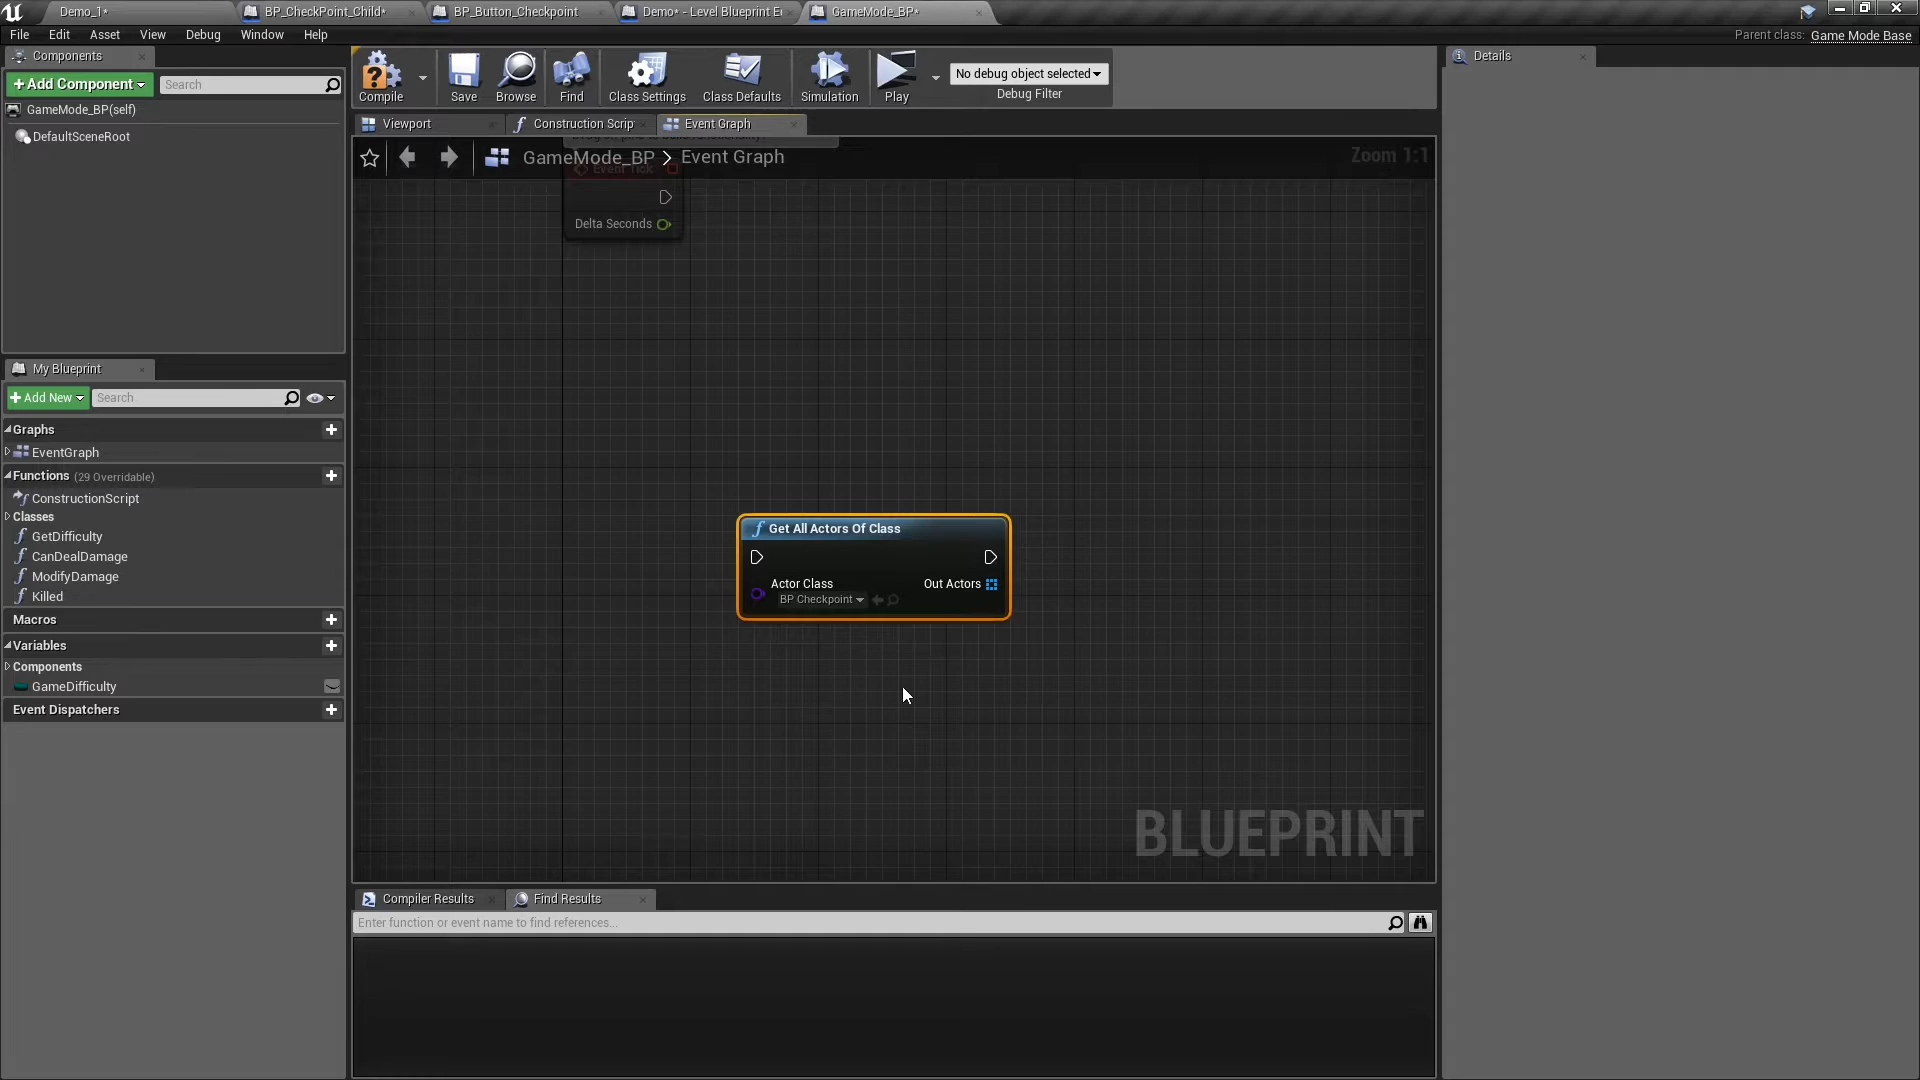 Demo_1*
BP_CheckPoint_Child*
BP_Button_Checkpoint
Demo* - Level Blueprint E
GameMode_BP*
File Edit Asset View Debug Window Help
Parent class: Game Mode Base
Components
+ Add Component
Search
GameMode_BP(self)
DefaultSceneRoot
Compile
Save
Browse
Find
Class Settings
Class Defaults
Simulation
Play
No debug object selected
Debug Filter
Details
Viewport
Construction Scrip
Event Graph
GameMode_BP > Event Graph
Zoom 1:1
Event Tick
Delta Seconds
Get All Actors Of Class
Actor Class
BP Checkpoint
Out Actors
BLUEPRINT
My Blueprint
+ Add New
Search
Graphs
EventGraph
Functions (29 Overridable)
ConstructionScript
Classes
GetDifficulty
CanDealDamage
ModifyDamage
Killed
Macros
Variables
Components
GameDifficulty
Event Dispatchers
Compiler Results
Find Results
Enter function or event name to find references...